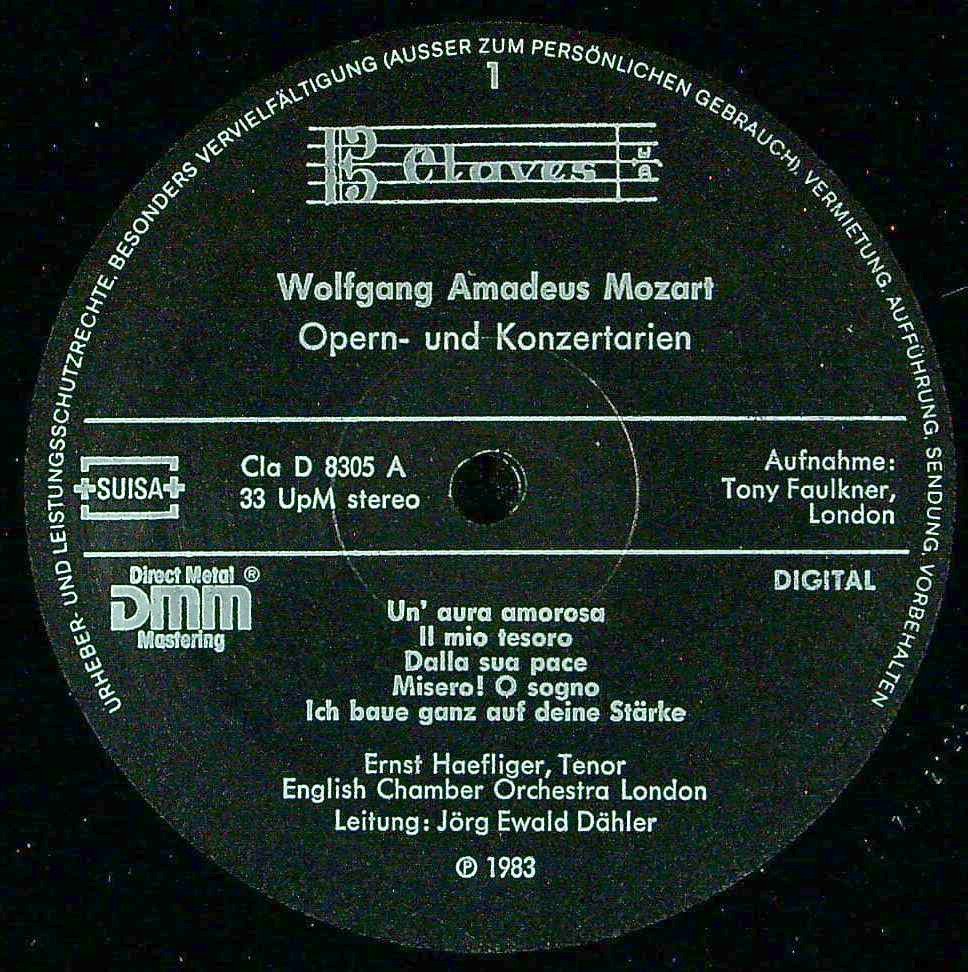 URHEBER- UND LEISTUNGSSCHUTZRECHTE, BESONDERS VERVIELFÄLTIGUNG (AUSSER ZUM PERSÖNLICHEN GEBRAUCH), VERMIETUNG, AUFFÜHRUNG, SENDUNG, VORBEHALTEN
1
Claves
Wolfgang Amadeus Mozart
Opern- und Konzertarien
SUISA
Cla D 8305 A
33 UpM stereo
Aufnahme:
Tony Faulkner,
London
Direct Metal ®
DMM
Mastering
DIGITAL
Un' aura amorosa
Il mio tesoro
Dalla sua pace
Misero! O sogno
Ich baue ganz auf deine Stärke
Ernst Haefliger, Tenor
English Chamber Orchestra London
Leitung: Jörg Ewald Dähler
℗ 1983